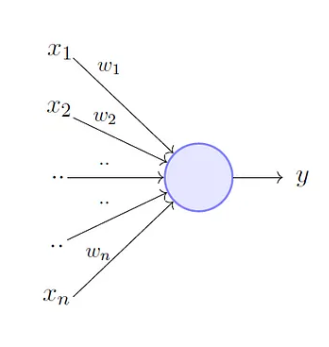 x₁
w₁
x₂
w₂
..
..
y
..
..
wₙ
xₙ